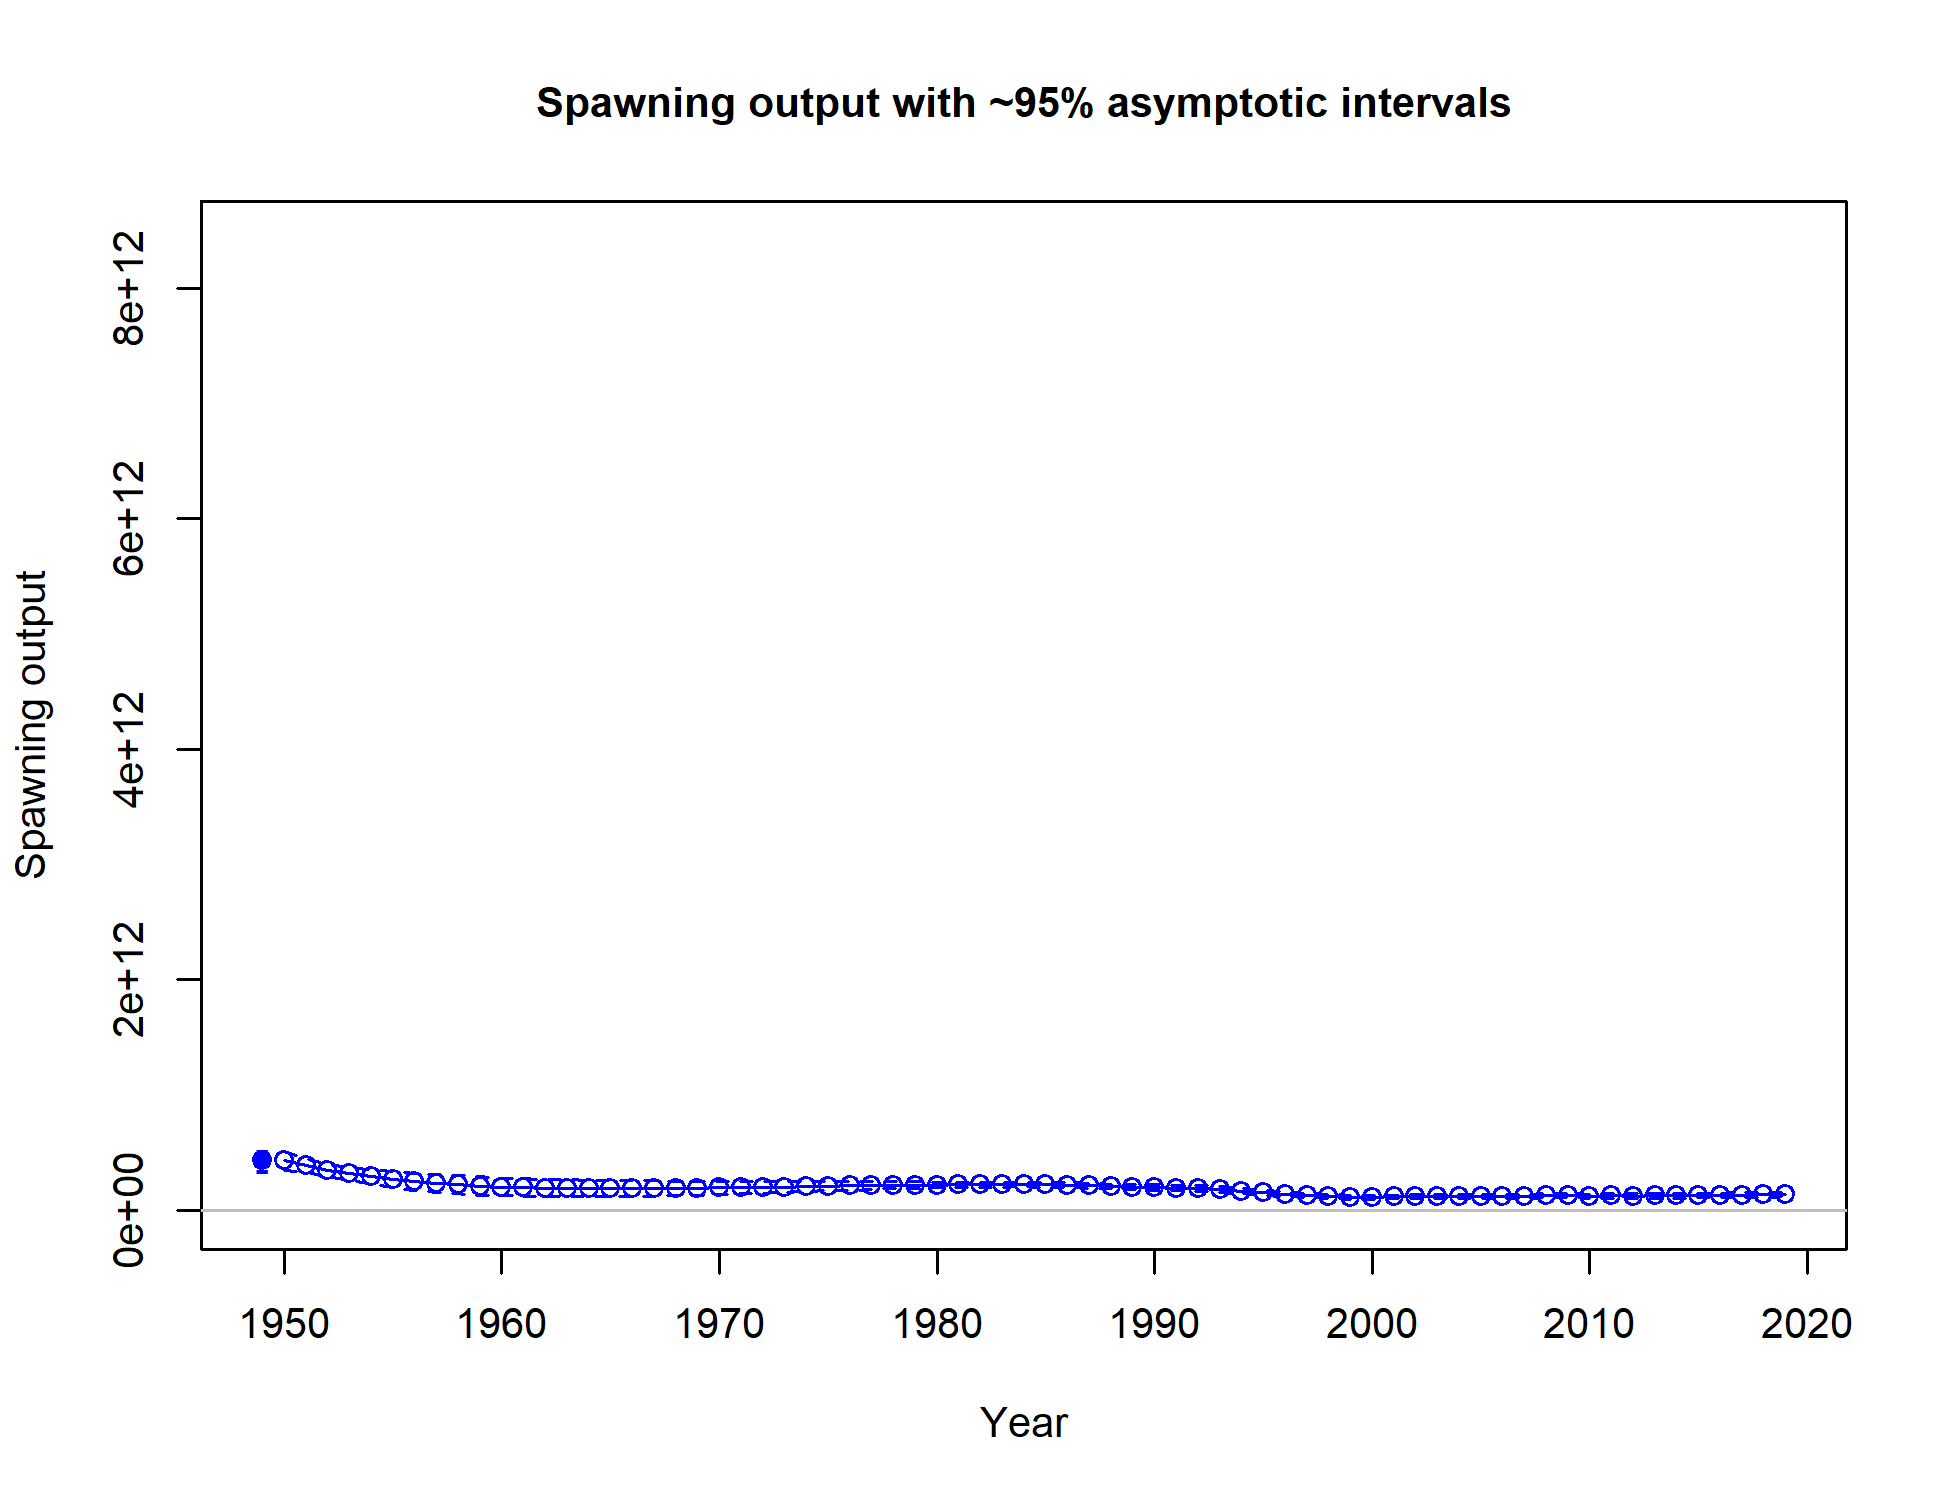 Spawning output with ~95% asymptotic intervals
Spawning output
8e+12
6e+12
4e+12
2e+12
0e+00
1950 1960 1970 1980 1990 2000 2010 2020
Year